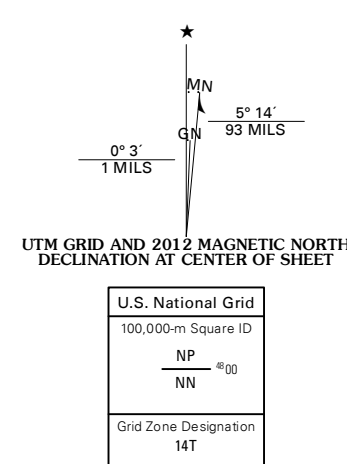 ★
MN
GN
5° 14´
93 MILS
0° 3´
1 MILS
UTM GRID AND 2012 MAGNETIC NORTH
DECLINATION AT CENTER OF SHEET
U.S. National Grid
100,000-m Square ID
NP
4800
NN
Grid Zone Designation
14T